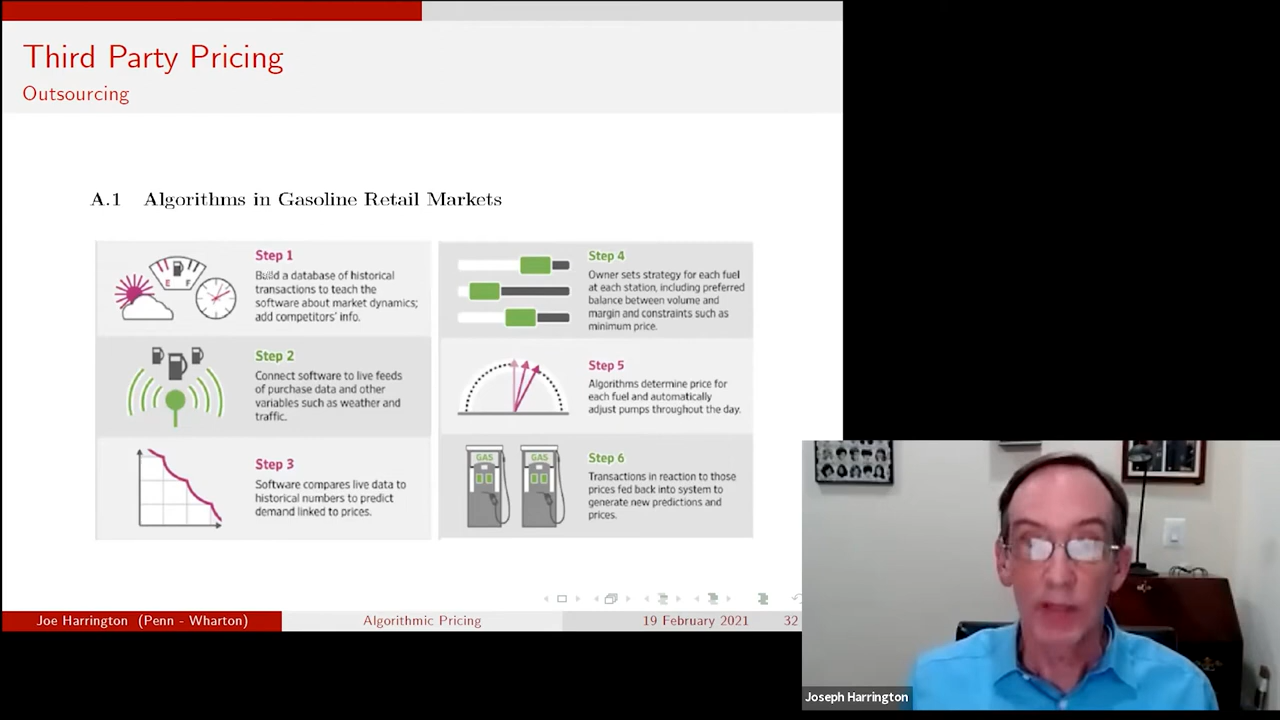 Third Party Pricing
Outsourcing
A.1 Algorithms in Gasoline Retail Markets
Step 1
Build a database of historical
transactions to teach the
software about market dynamics;
add competitors' info.
E F
Step 2
Connect software to live feeds
of purchase data and other
variables such as weather and
traffic.
Step 3
Software compares live data to
historical numbers to predict
demand linked to prices.
Step 4
Owner sets strategy for each fuel
at each station, including preferred
balance between volume and
margin and constraints such as
minimum price.
Step 5
Algorithms determine price for
each fuel and automatically
adjust pumps throughout the day.
Step 6
GAS GAS
Transactions in reaction to those
prices fed back into system to
generate new predictions and
prices.
Joe Harrington (Penn - Wharton) Algorithmic Pricing 19 February 2021 32
Joseph Harrington